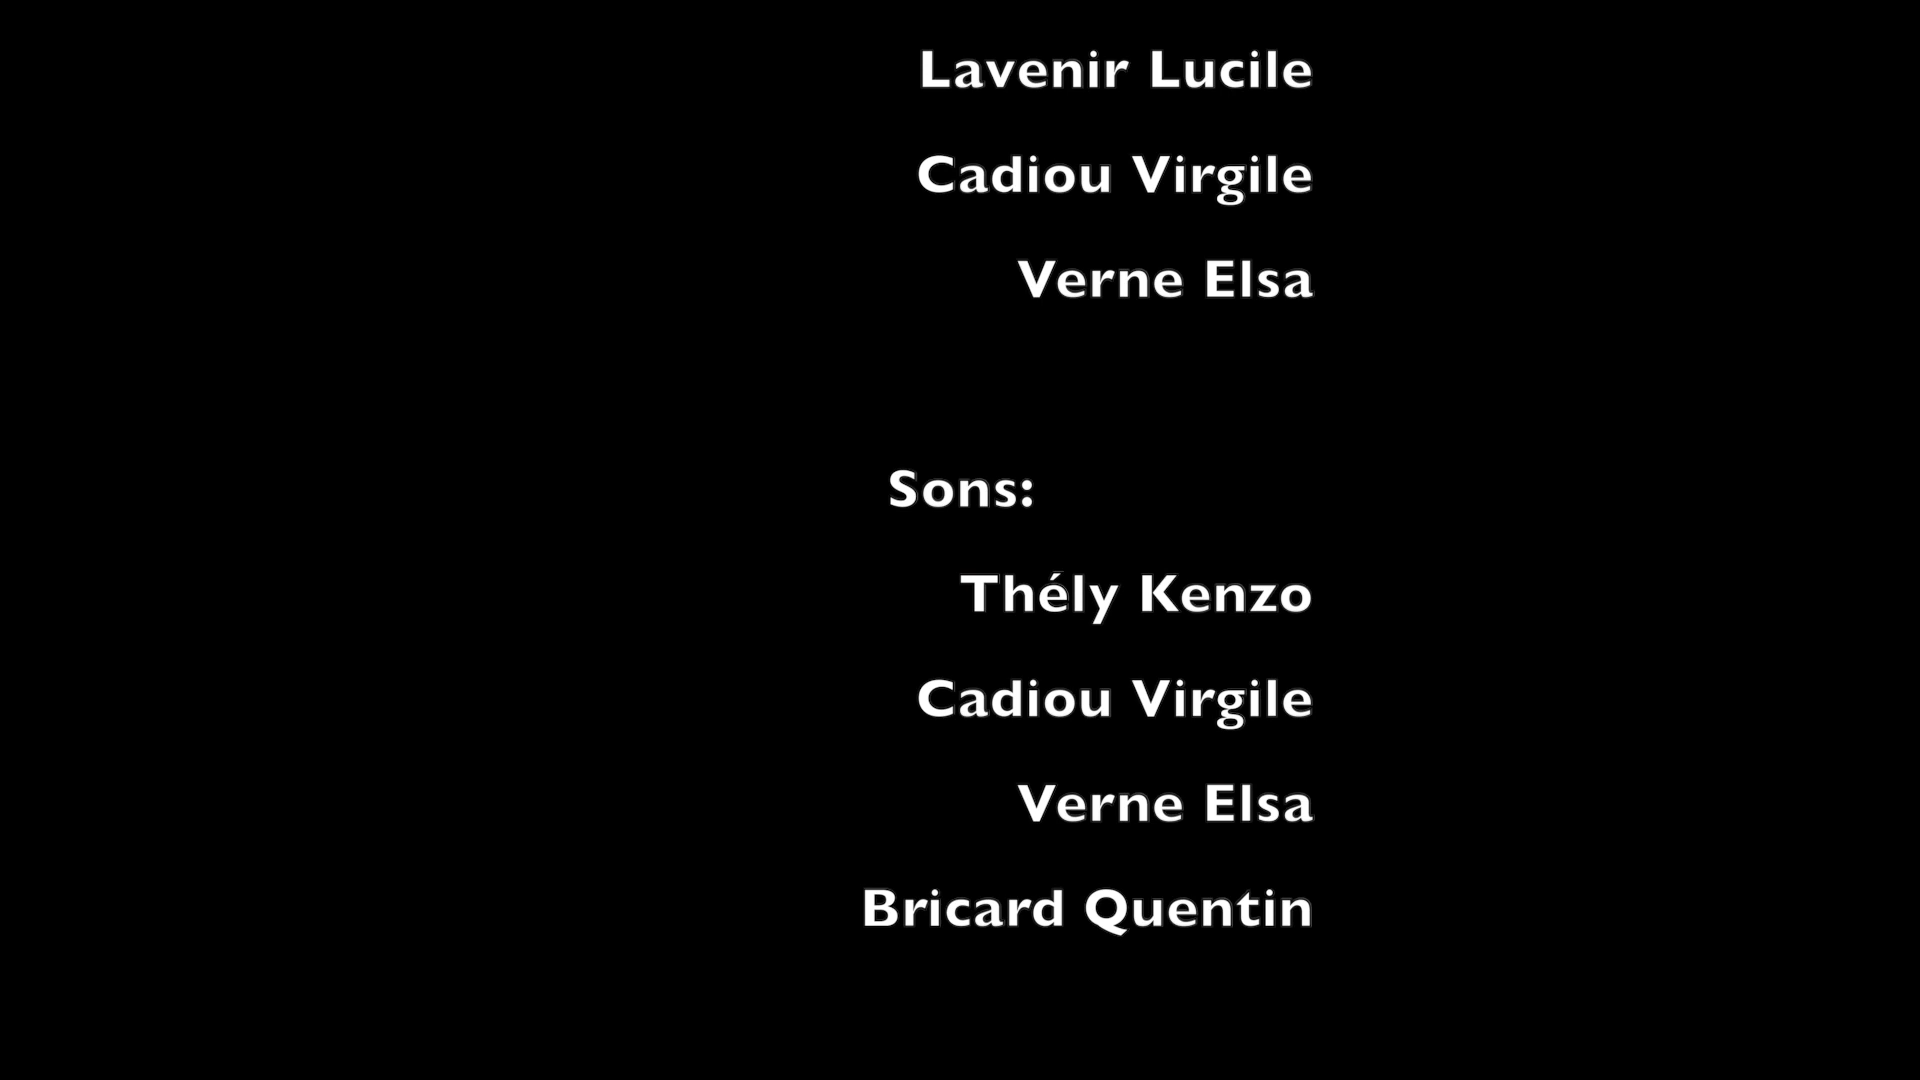 Lavenir Lucile
Cadiou Virgile
Verne Elsa
Sons:
Thély Kenzo
Cadiou Virgile
Verne Elsa
Bricard Quentin